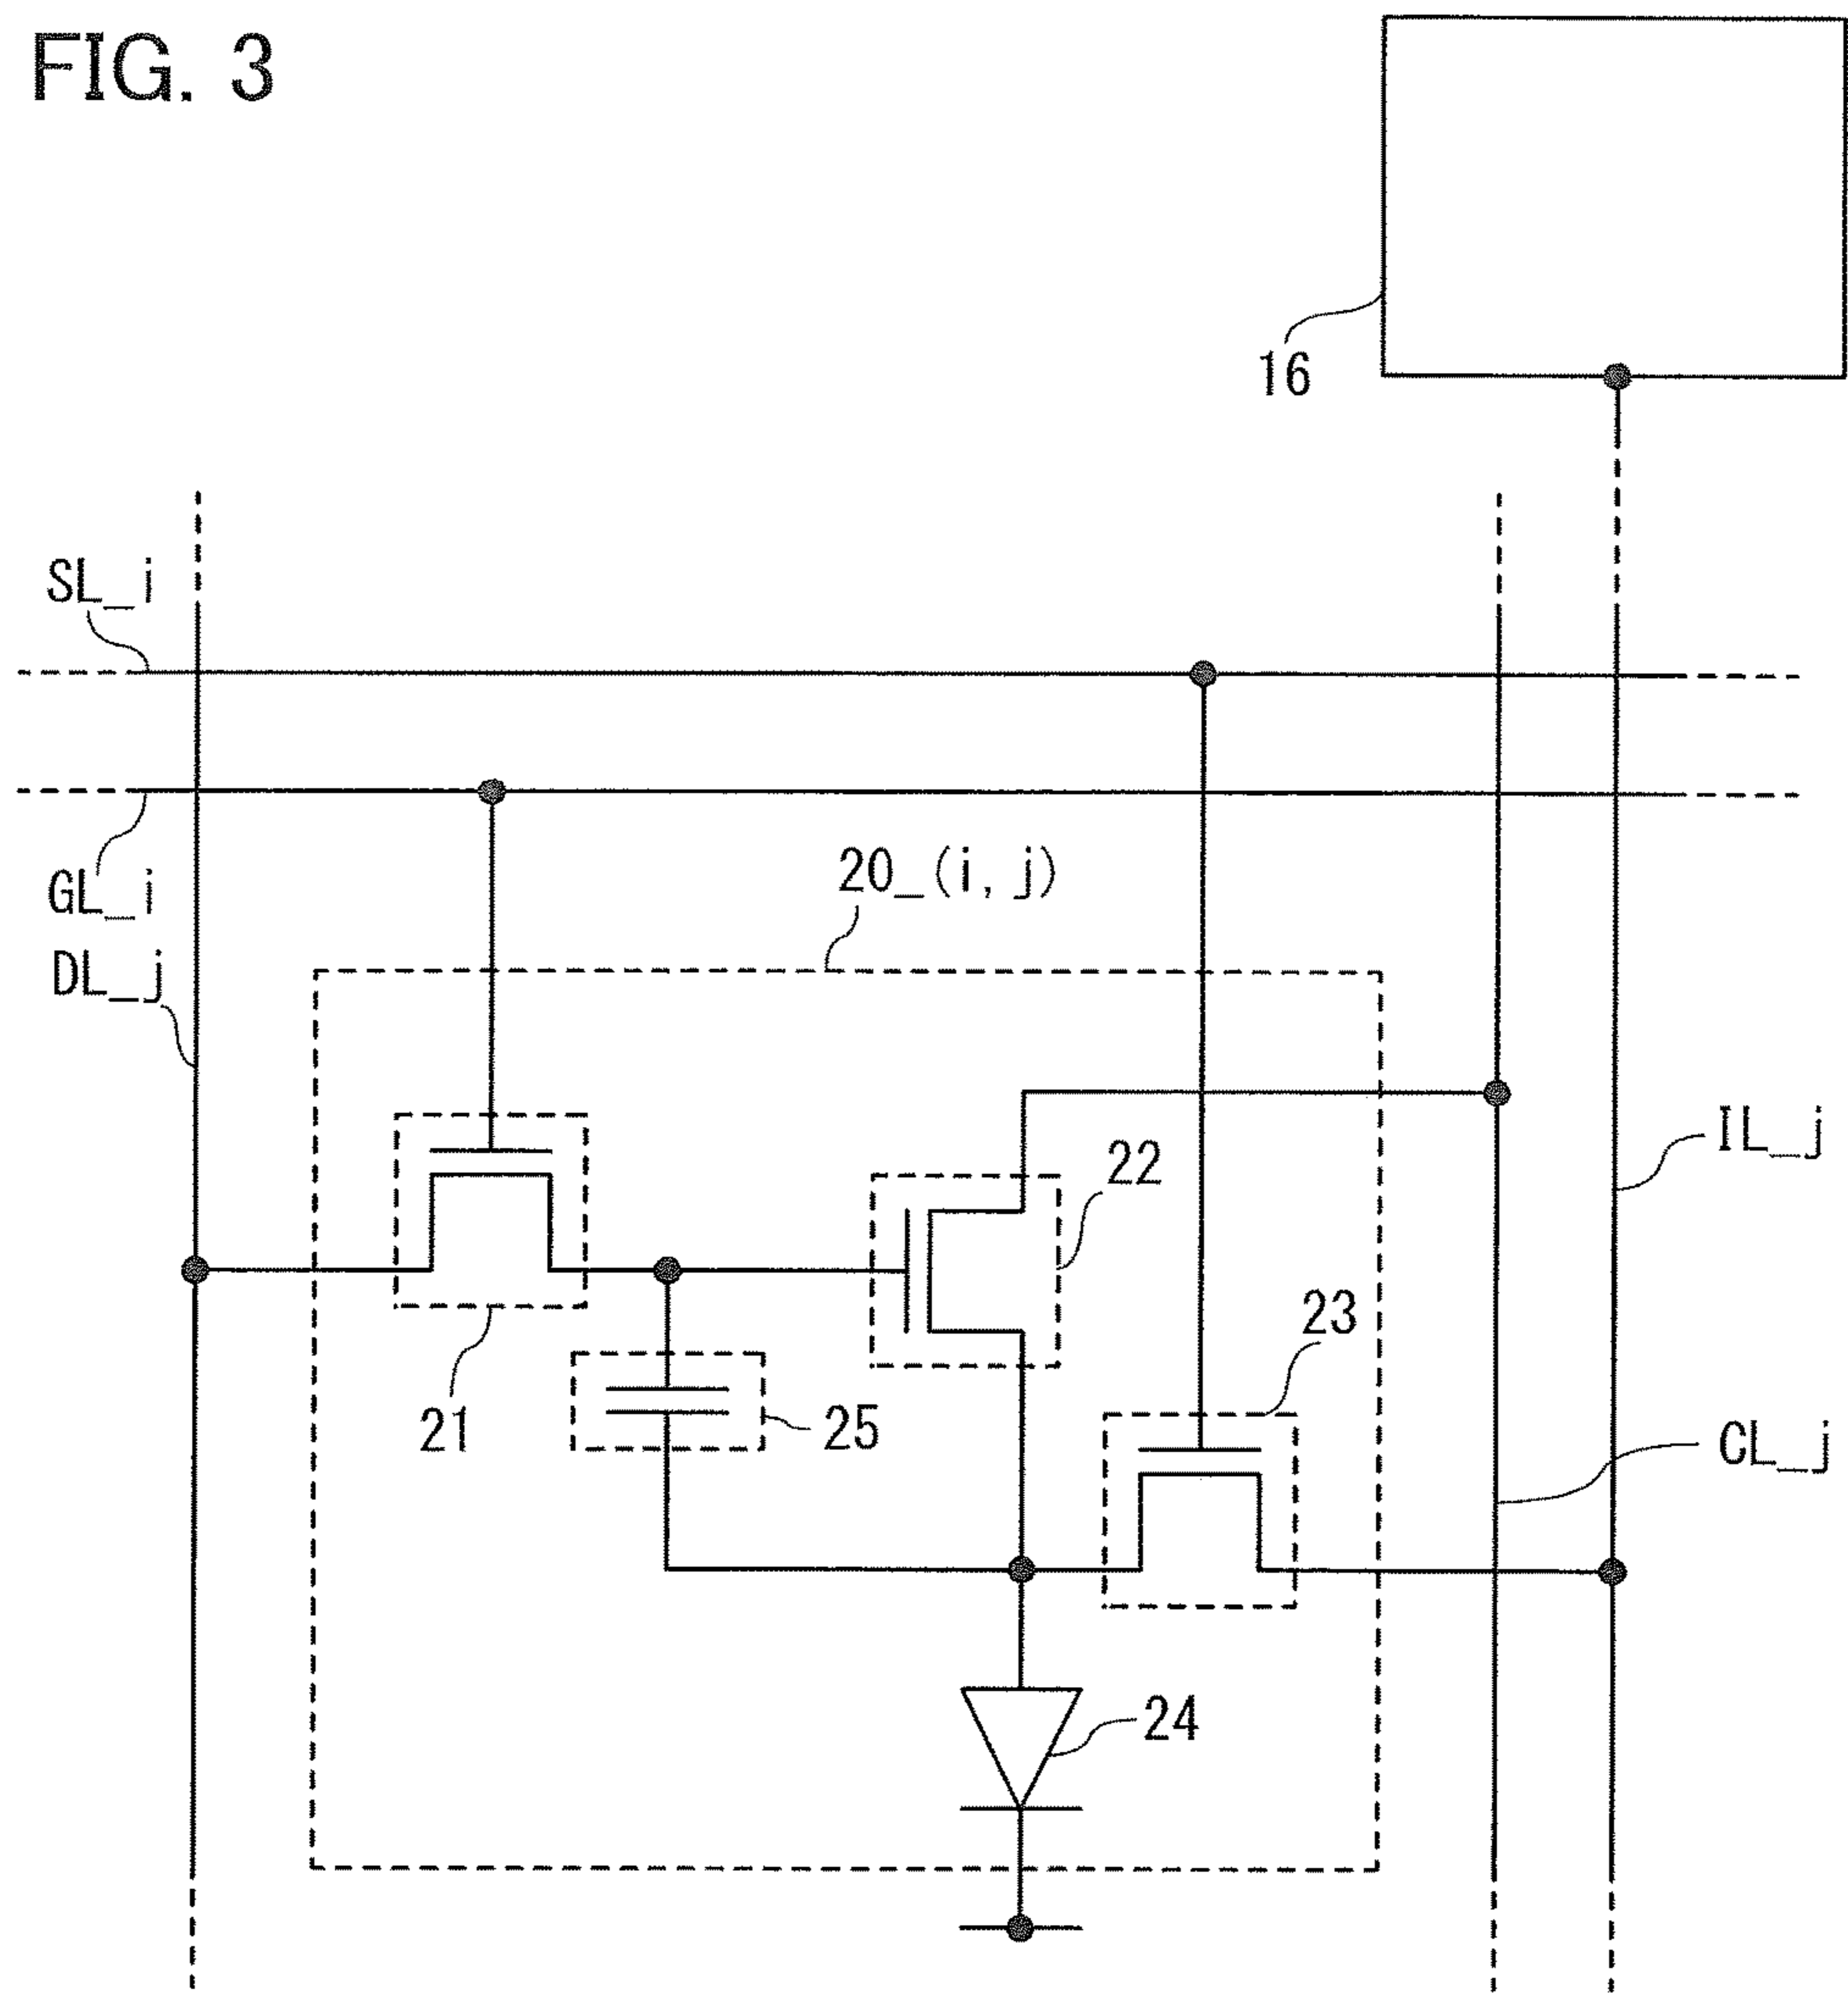 FIG. 3
16
SL_i
GL_i
20_(i,j)
DL_j
22
IL_j
23
21
25
CL_j
24